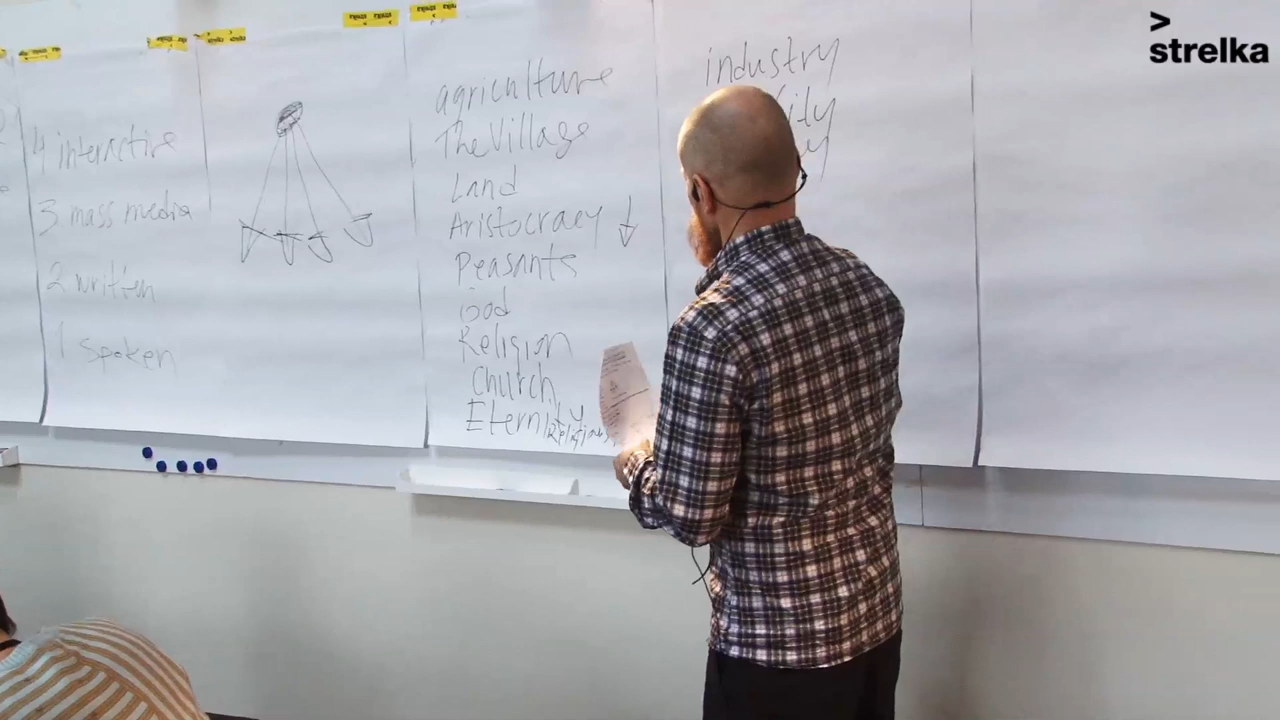 4 interactive
3. mass media
2 written
1 Spoken
agriculture
The Village
Land
Aristocracy ↓
Peasants
God
Religion
Church
Eternity
industry
> strelka